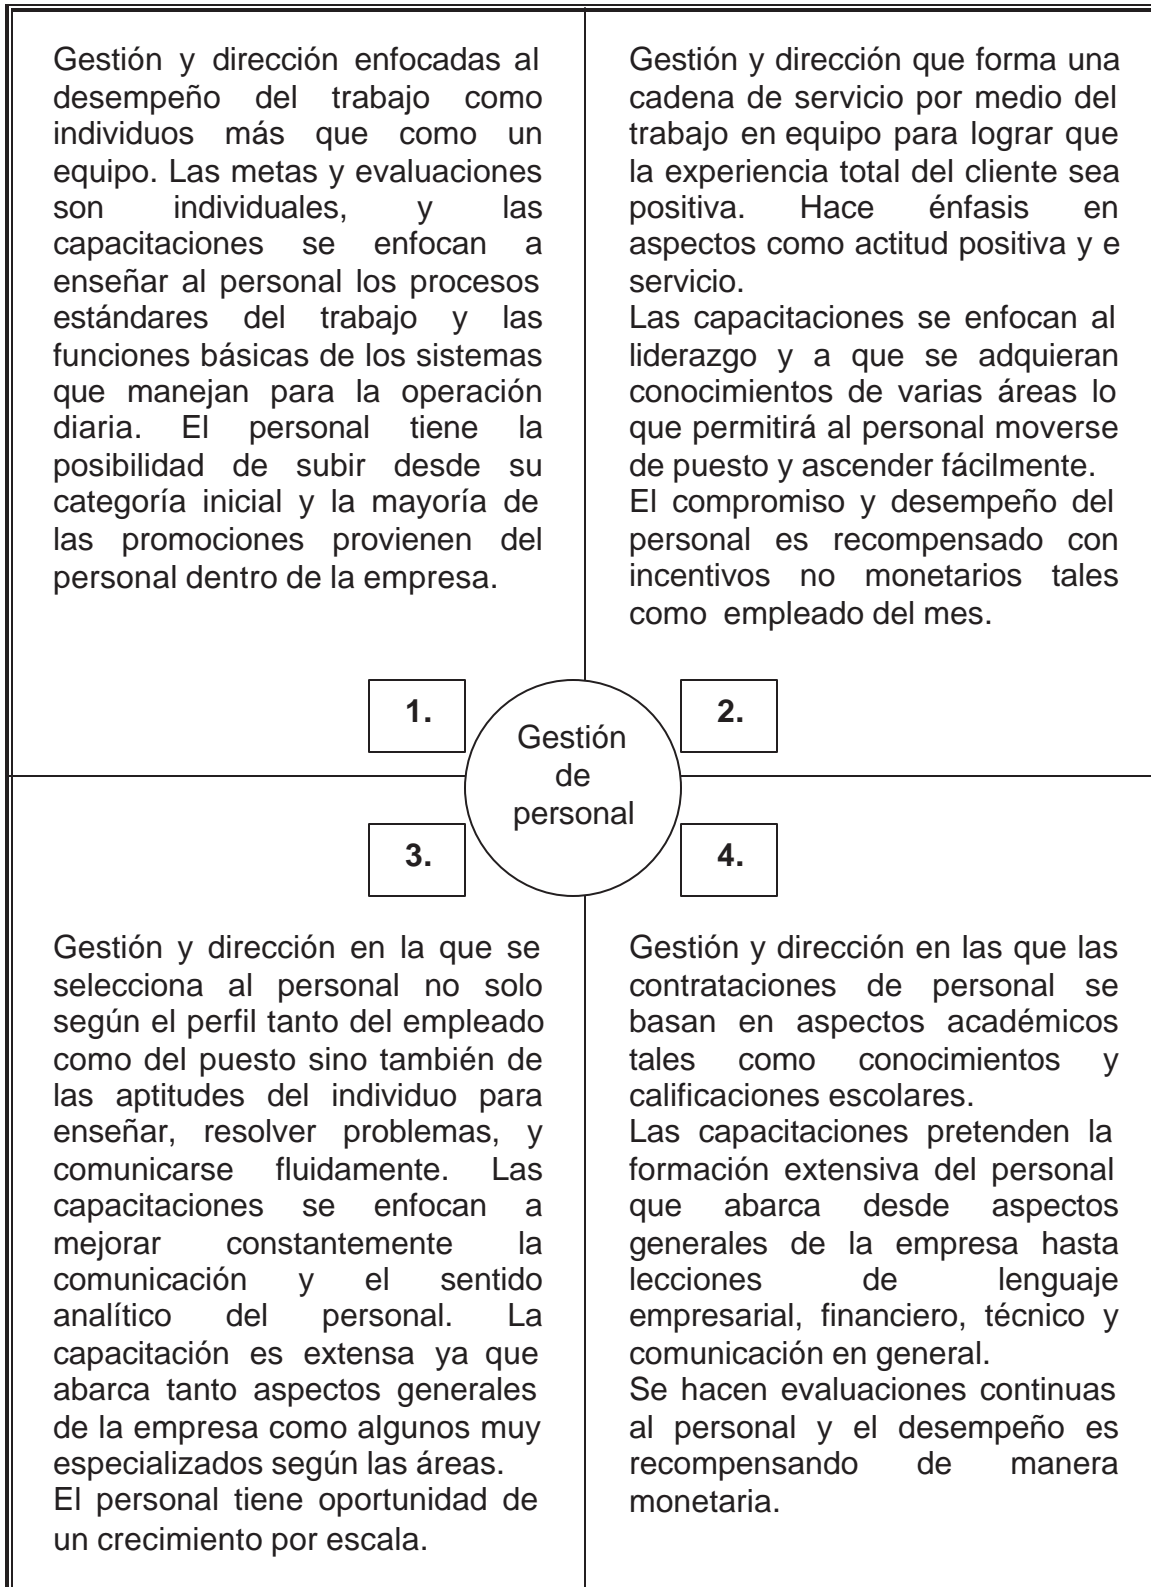 Gestión y dirección enfocadas al
desempeño del trabajo como
individuos más que como un
equipo. Las metas y evaluaciones
son individuales, y las
capacitaciones se enfocan a
enseñar al personal los procesos
estándares del trabajo y las
funciones básicas de los sistemas
que manejan para la operación
diaria. El personal tiene la
posibilidad de subir desde su
categoría inicial y la mayoría de
las promociones provienen del
personal dentro de la empresa.
Gestión y dirección que forma una
cadena de servicio por medio del
trabajo en equipo para lograr que
la experiencia total del cliente sea
positiva. Hace énfasis en
aspectos como actitud positiva y e
servicio.
Las capacitaciones se enfocan al
liderazgo y a que se adquieran
conocimientos de varias áreas lo
que permitirá al personal moverse
de puesto y ascender fácilmente.
El compromiso y desempeño del
personal es recompensado con
incentivos no monetarios tales
como empleado del mes.
1.
2.
Gestión
de
personal
3.
4.
Gestión y dirección en la que se
selecciona al personal no solo
según el perfil tanto del empleado
como del puesto sino también de
las aptitudes del individuo para
enseñar, resolver problemas, y
comunicarse fluidamente. Las
capacitaciones se enfocan a
mejorar constantemente la
comunicación y el sentido
analítico del personal. La
capacitación es extensa ya que
abarca tanto aspectos generales
de la empresa como algunos muy
especializados según las áreas.
El personal tiene oportunidad de
un crecimiento por escala.
Gestión y dirección en las que las
contrataciones de personal se
basan en aspectos académicos
tales como conocimientos y
calificaciones escolares.
Las capacitaciones pretenden la
formación extensiva del personal
que abarca desde aspectos
generales de la empresa hasta
lecciones de lenguaje
empresarial, financiero, técnico y
comunicación en general.
Se hacen evaluaciones continuas
al personal y el desempeño es
recompensando de manera
monetaria.